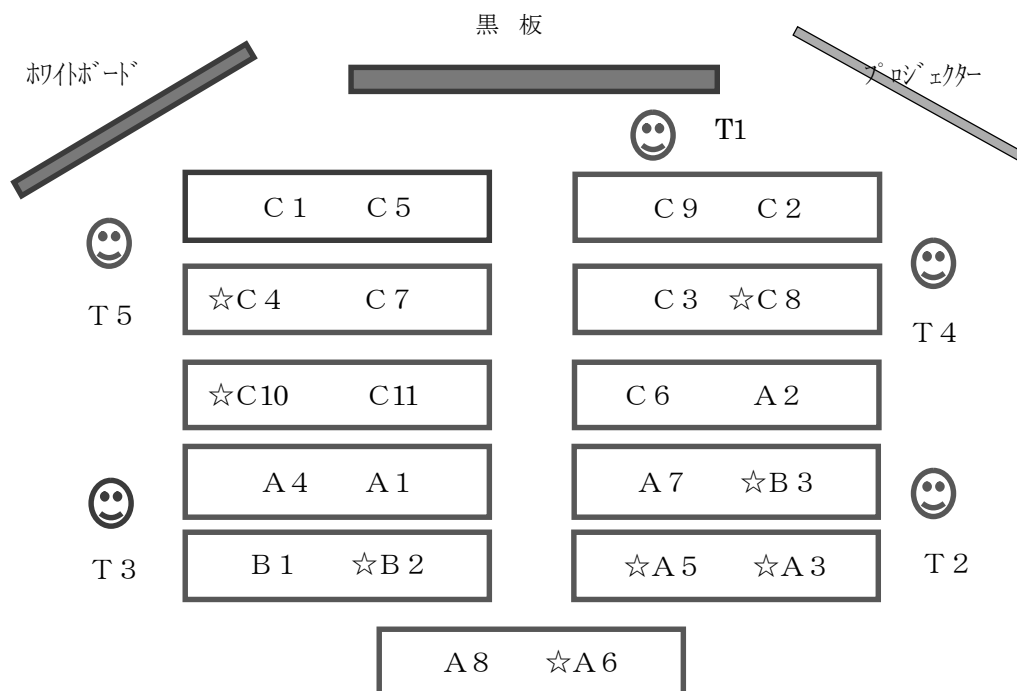 黒 板
ホワイトボード
プロジェクター
T1
C1 C5
C9 C2
T5
☆C4 C7
C3 ☆C8
T4
☆C10 C11
C6 A2
A4 A1
A7 ☆B3
T3
B1 ☆B2
☆A5 ☆A3
T2
A8 ☆A6